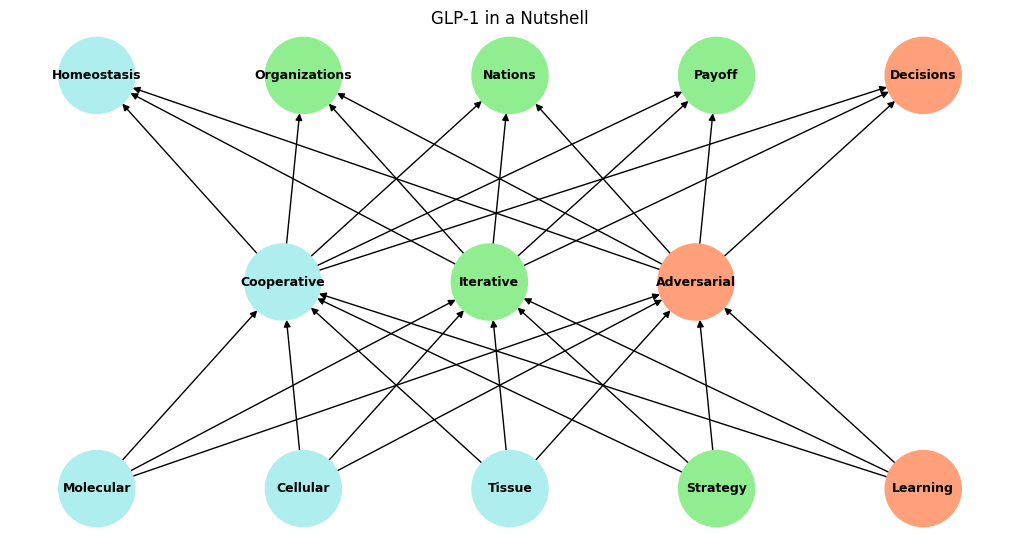 GLP-1 in a Nutshell
Homeostasis
Organizations
Nations
Payoff
Decisions
Cooperative
Iterative
Adversarial
Molecular
Cellular
Tissue
Strategy
Learning